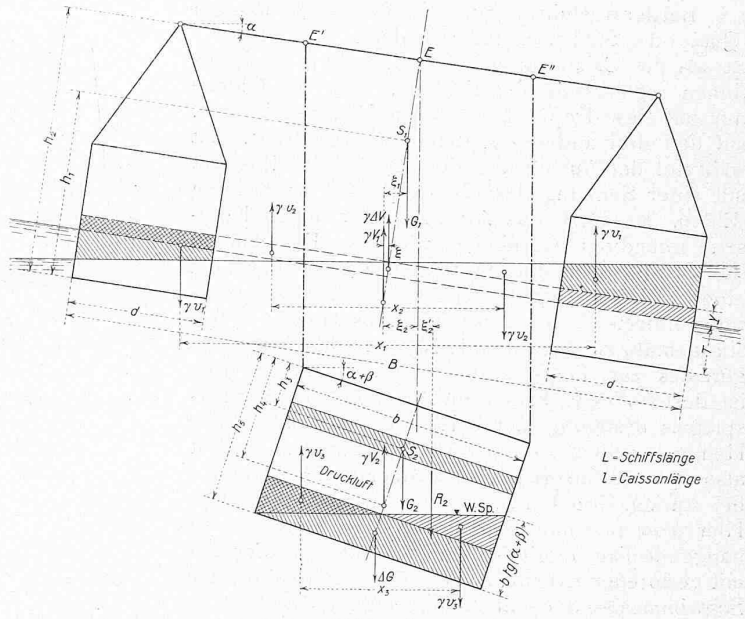 α
E'
E
E"
h₂
h₁
S₁
ξ₁
G₁
γΔV
γV₁
ξ
γv₂
γv₁
γv₁
d
x₂
ξ₂
ξ₂'
γv₂
x₁
B
y
T
d
α+β
h₃
h₄
h₅
b
γv₃
Druckluft
γV₂
S₂
G₂
R₂
W.Sp.
b tg(α+β)
L = Schiffslänge
l = Caissonlänge
ΔG
x₃
γv₃